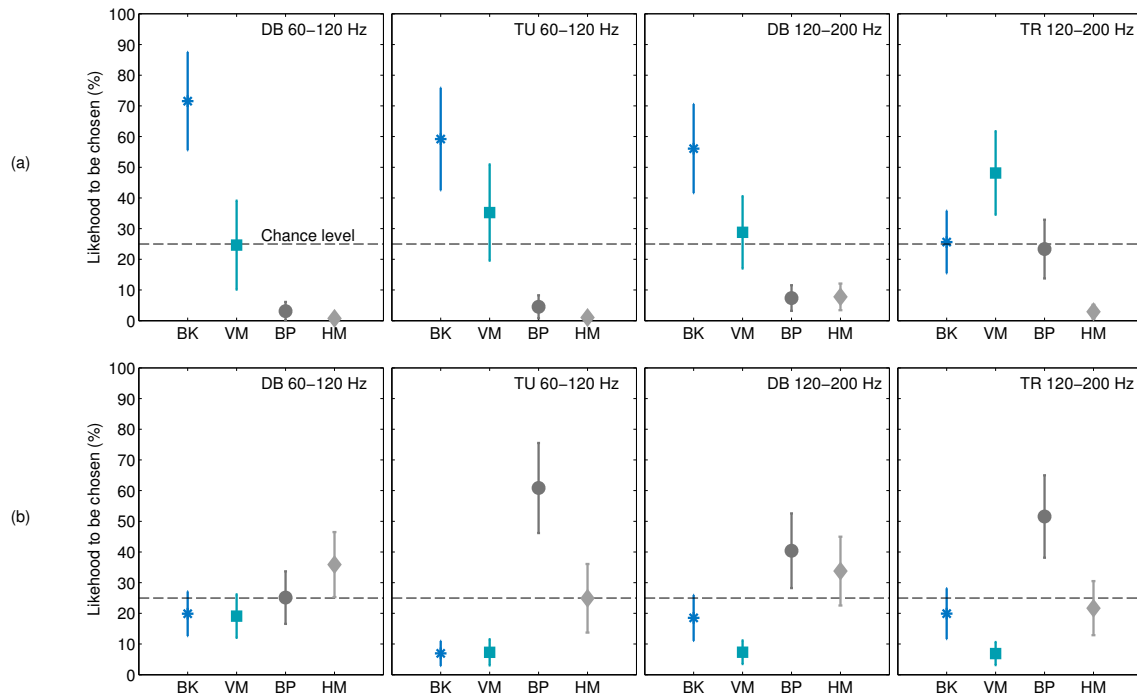 (a)
Likehood to be chosen (%)
100
90
80
70
60
50
40
30
20
10
0
DB 60−120 Hz
Chance level
BK VM BP HM
TU 60−120 Hz
BK VM BP HM
DB 120−200 Hz
BK VM BP HM
TR 120−200 Hz
BK VM BP HM
(b)
Likehood to be chosen (%)
100
90
80
70
60
50
40
30
20
10
0
DB 60−120 Hz
BK VM BP HM
TU 60−120 Hz
BK VM BP HM
DB 120−200 Hz
BK VM BP HM
TR 120−200 Hz
BK VM BP HM